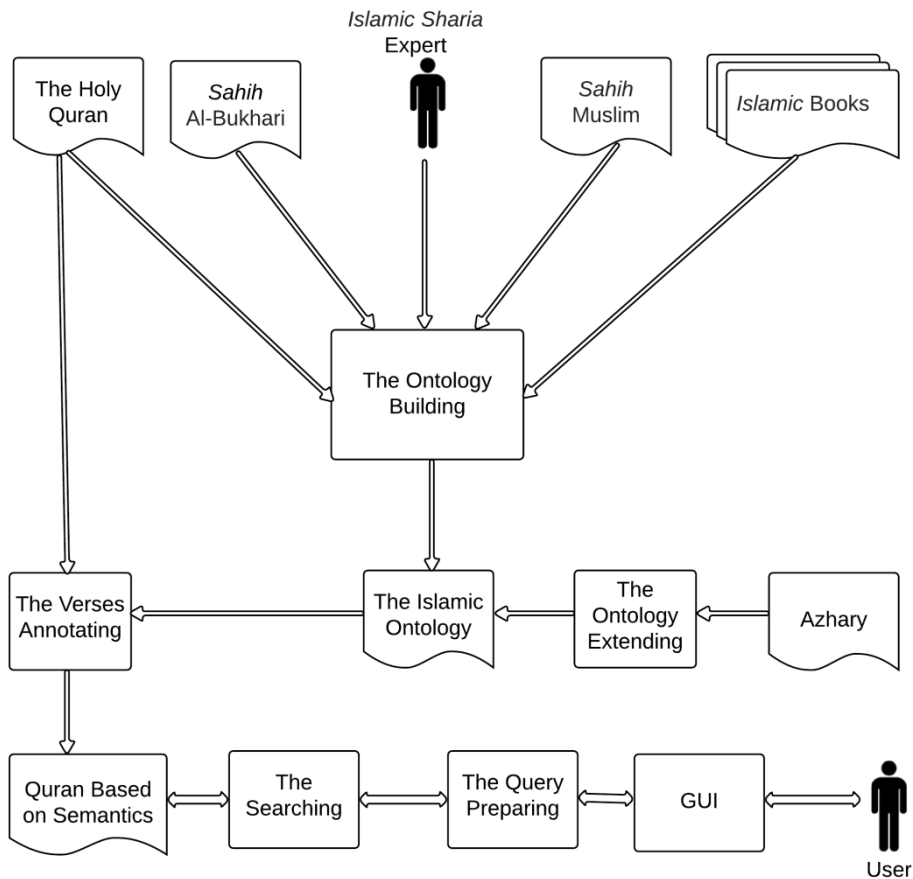 Islamic Sharia
Expert
The Holy
Quran
Sahih
Al-Bukhari
Sahih
Muslim
Islamic Books
The Ontology
Building
The Verses
Annotating
The Islamic
Ontology
The
Ontology
Extending
Azhary
Quran Based
on Semantics
The
Searching
The Query
Preparing
GUI
User